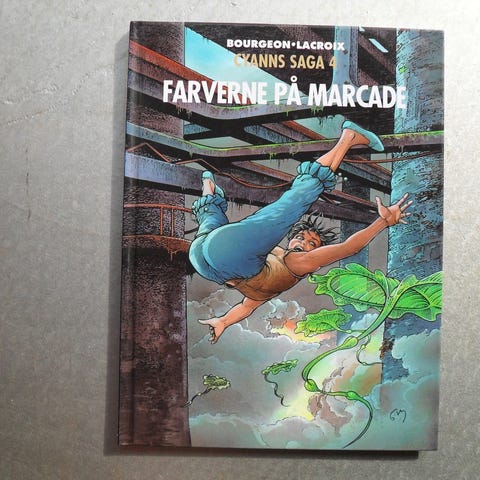 BOURGEON•LACROIX
CYANNS SAGA 4
FARVERNE PÅ MARCADE